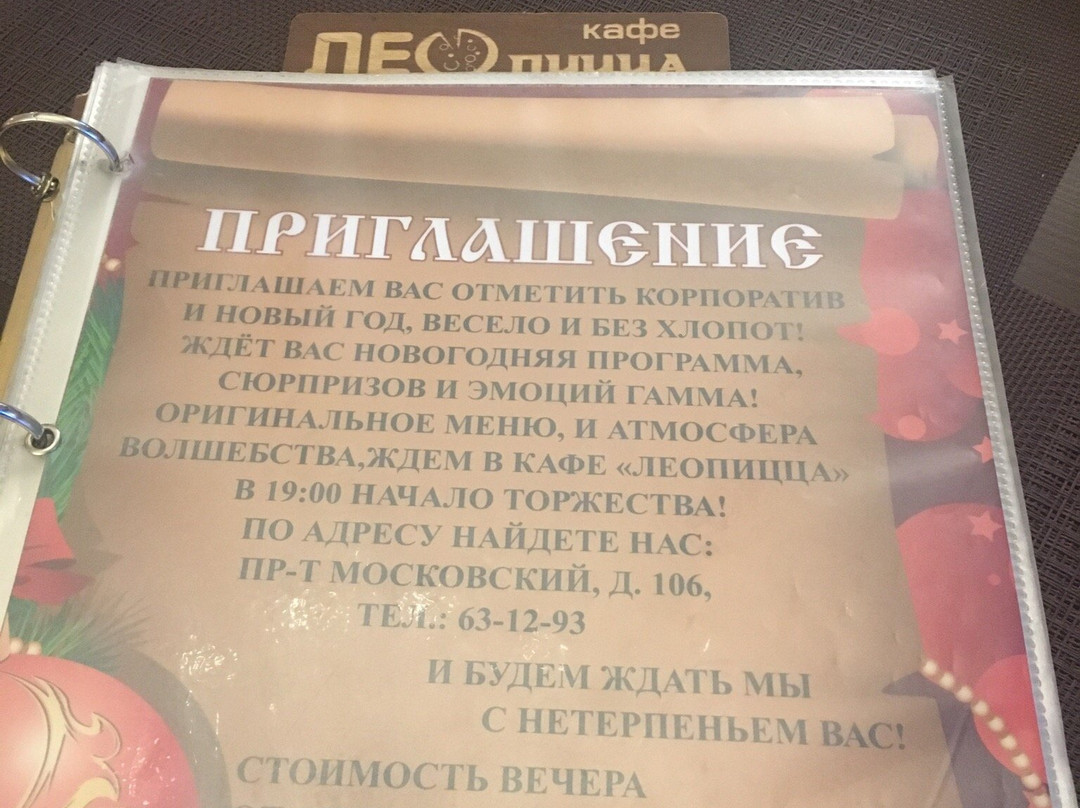 кафе
ЛЕО ПИЦЦА
ПРИГЛАШЕНИЕ
ПРИГЛАШАЕМ ВАС ОТМЕТИТЬ КОРПОРАТИВ
И НОВЫЙ ГОД, ВЕСЕЛО И БЕЗ ХЛОПОТ!
ЖДЁТ ВАС НОВОГОДНЯЯ ПРОГРАММА,
СЮРПРИЗОВ И ЭМОЦИЙ ГАММА!
ОРИГИНАЛЬНОЕ МЕНЮ, И АТМОСФЕРА
ВОЛШЕБСТВА,ЖДЕМ В КАФЕ «ЛЕОПИЦЦА»
В 19:00 НАЧАЛО ТОРЖЕСТВА!
ПО АДРЕСУ НАЙДЕТЕ НАС:
ПР-Т МОСКОВСКИЙ, Д. 106,
ТЕЛ.: 63-12-93
И БУДЕМ ЖДАТЬ МЫ
С НЕТЕРПЕНЬЕМ ВАС!
СТОИМОСТЬ ВЕЧЕРА